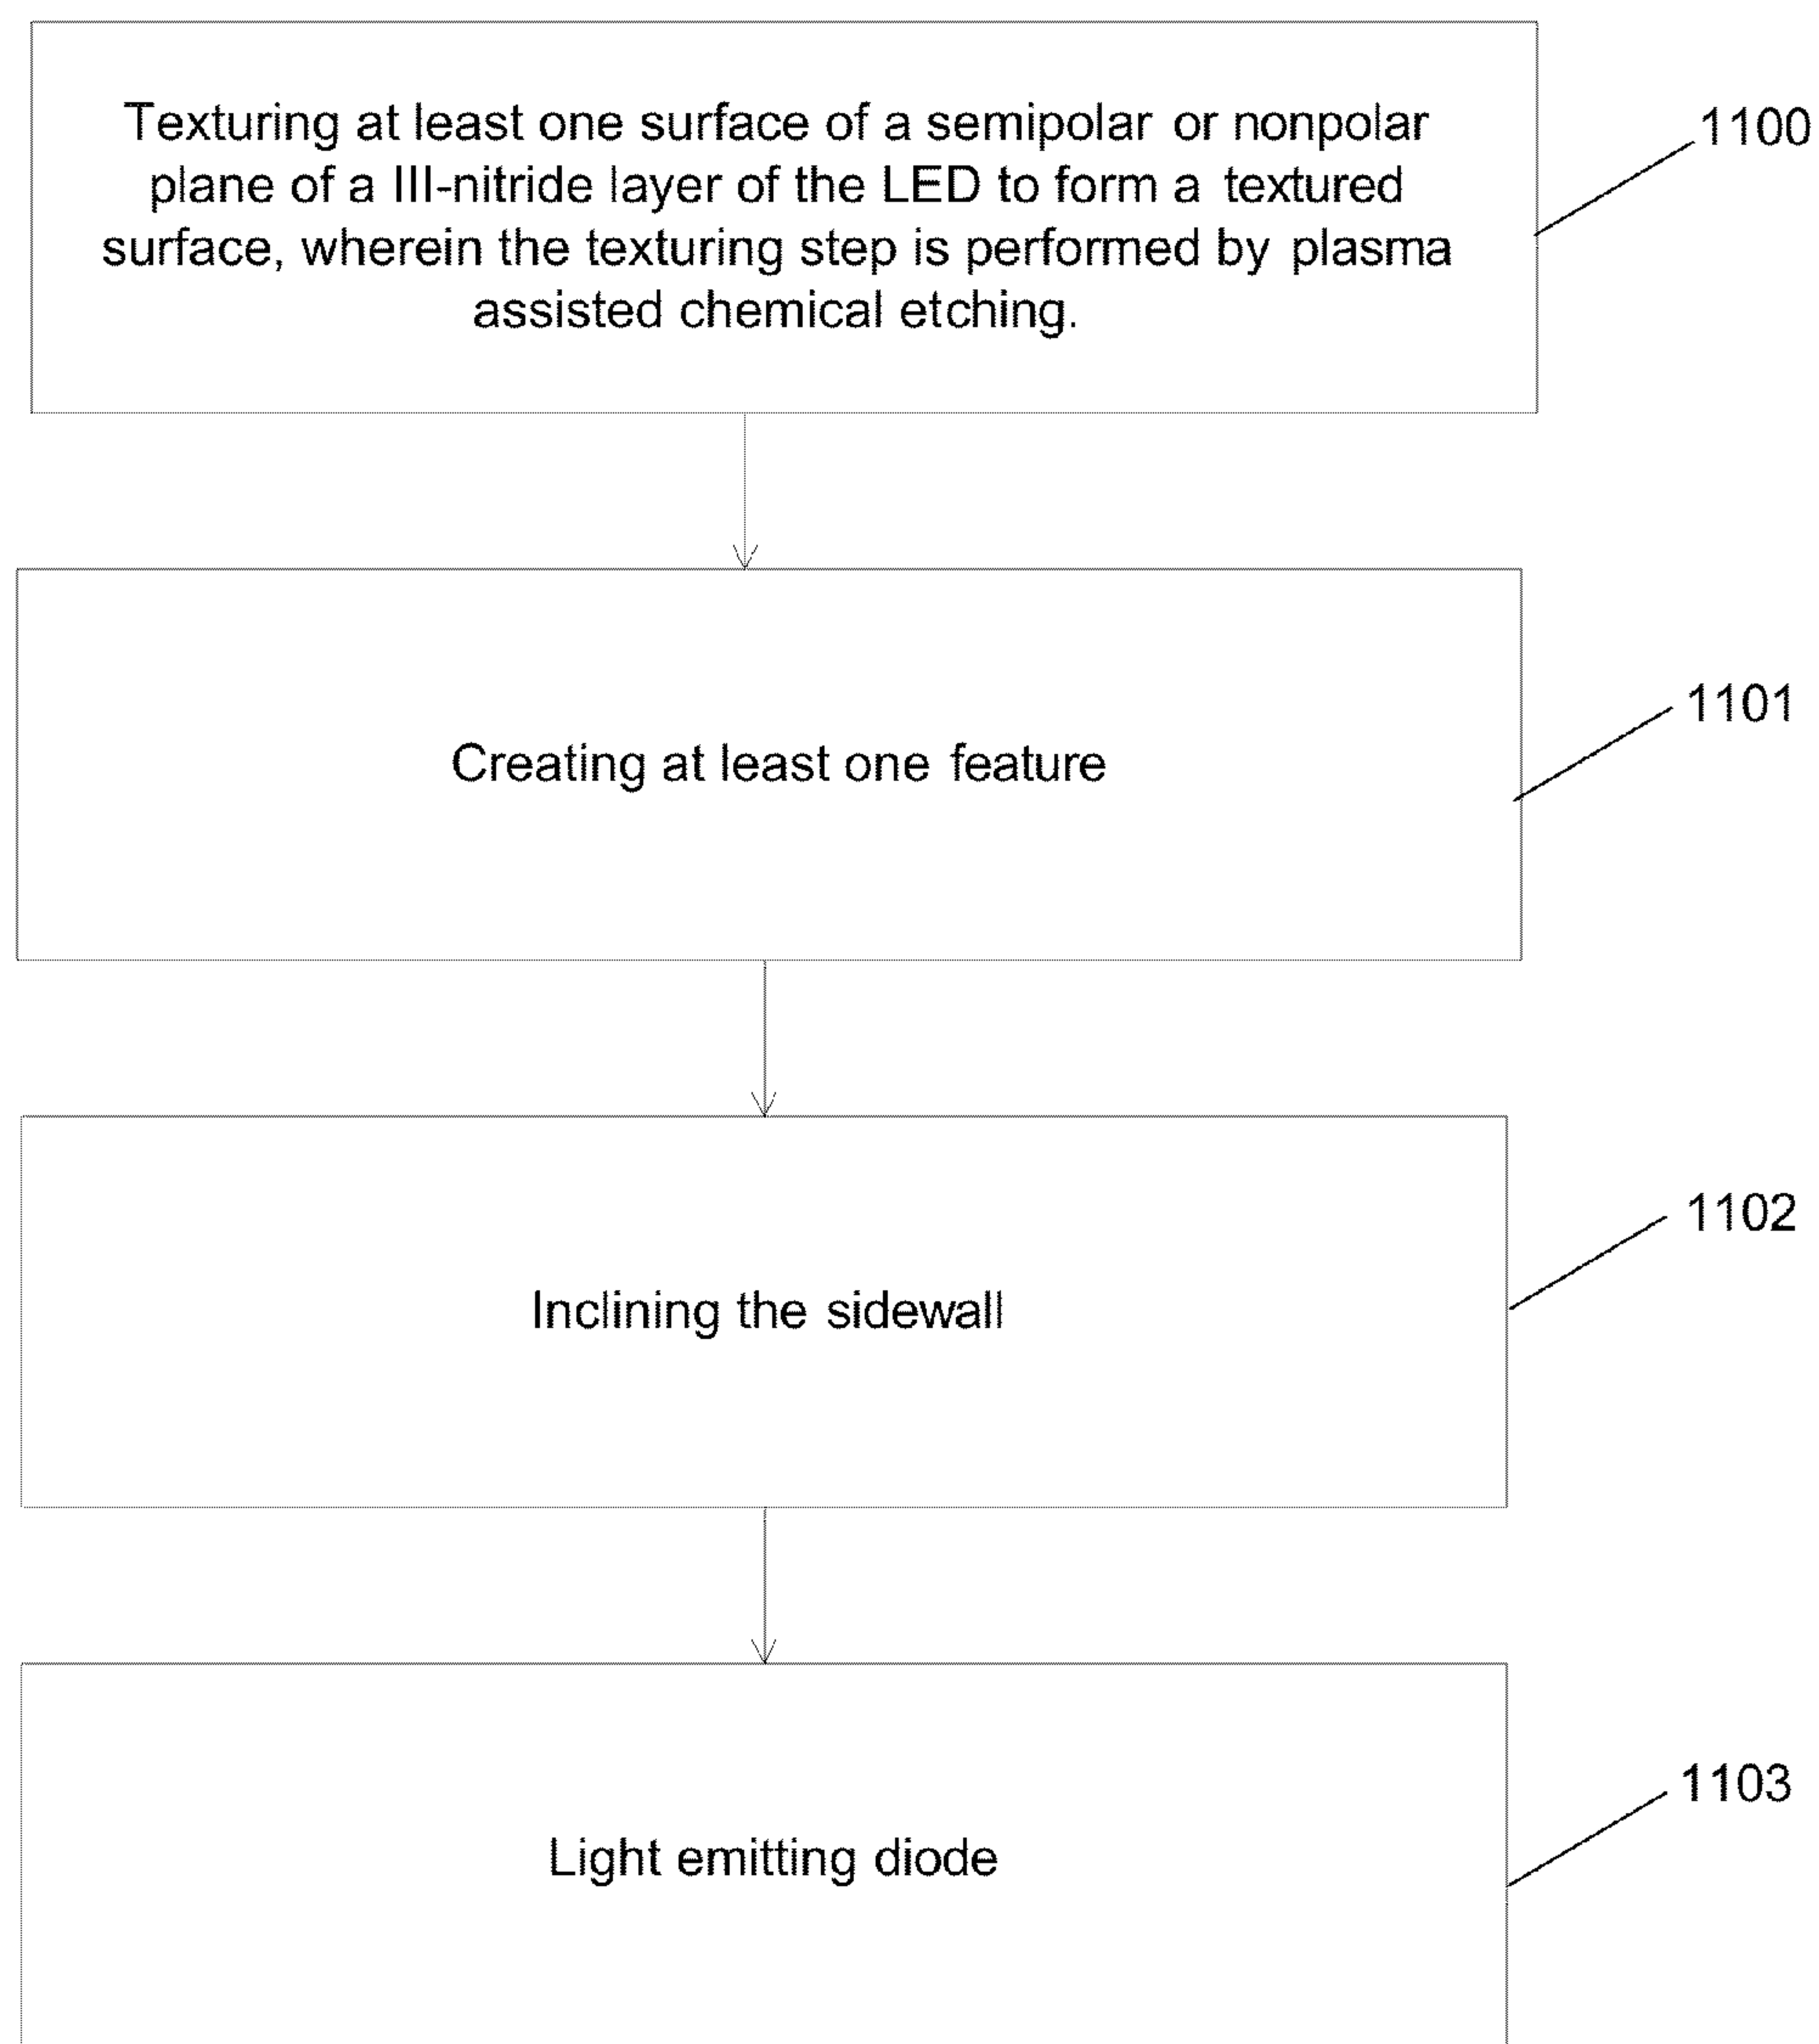 Texturing at least one surface of a semipolar or nonpolar
plane of a III-nitride layer of the LED to form a textured
surface, wherein the texturing step is performed by plasma
assisted chemical etching.
1100
Creating at least one feature
1101
Inclining the sidewall
1102
Light emitting diode
1103